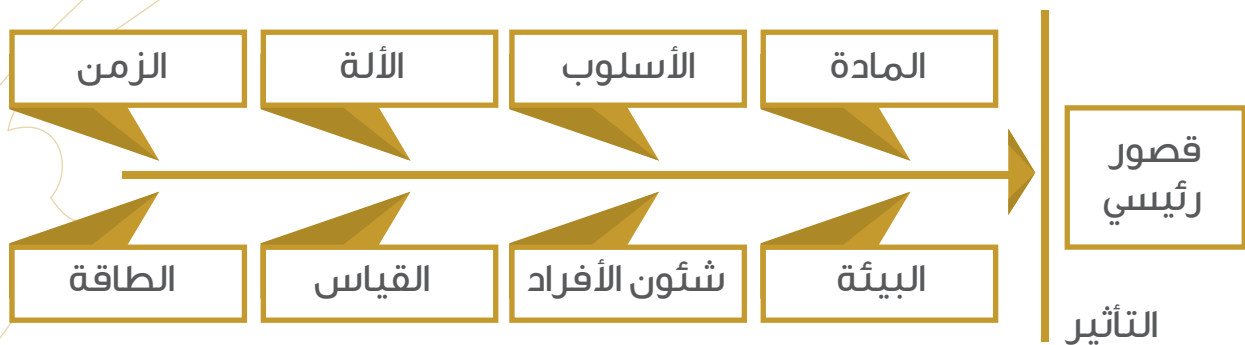 المادة
الأسلوب
الألة
الزمن
قصور
رئيسي
البيئة
شئون الأفراد
القياس
الطاقة
التأثير